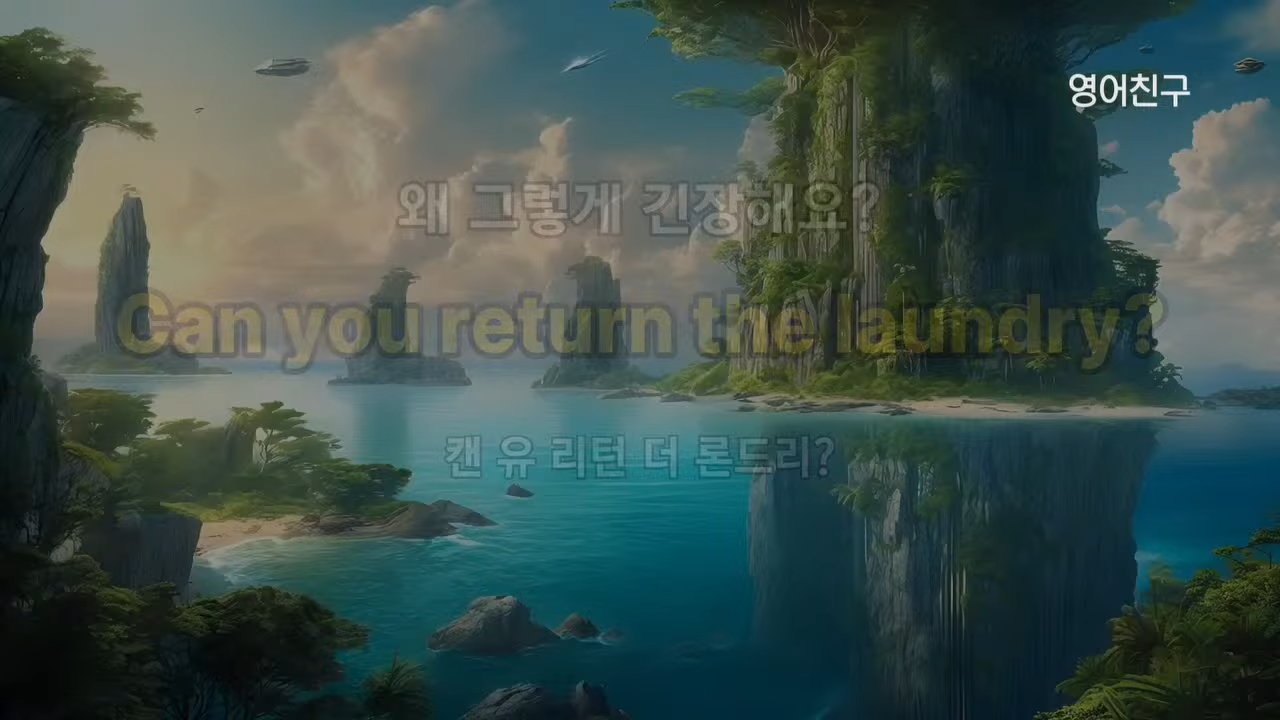 영어친구
왜 그렇게 긴장해요?
Can you return the laundry?
캔 유 리턴 더 론드리?